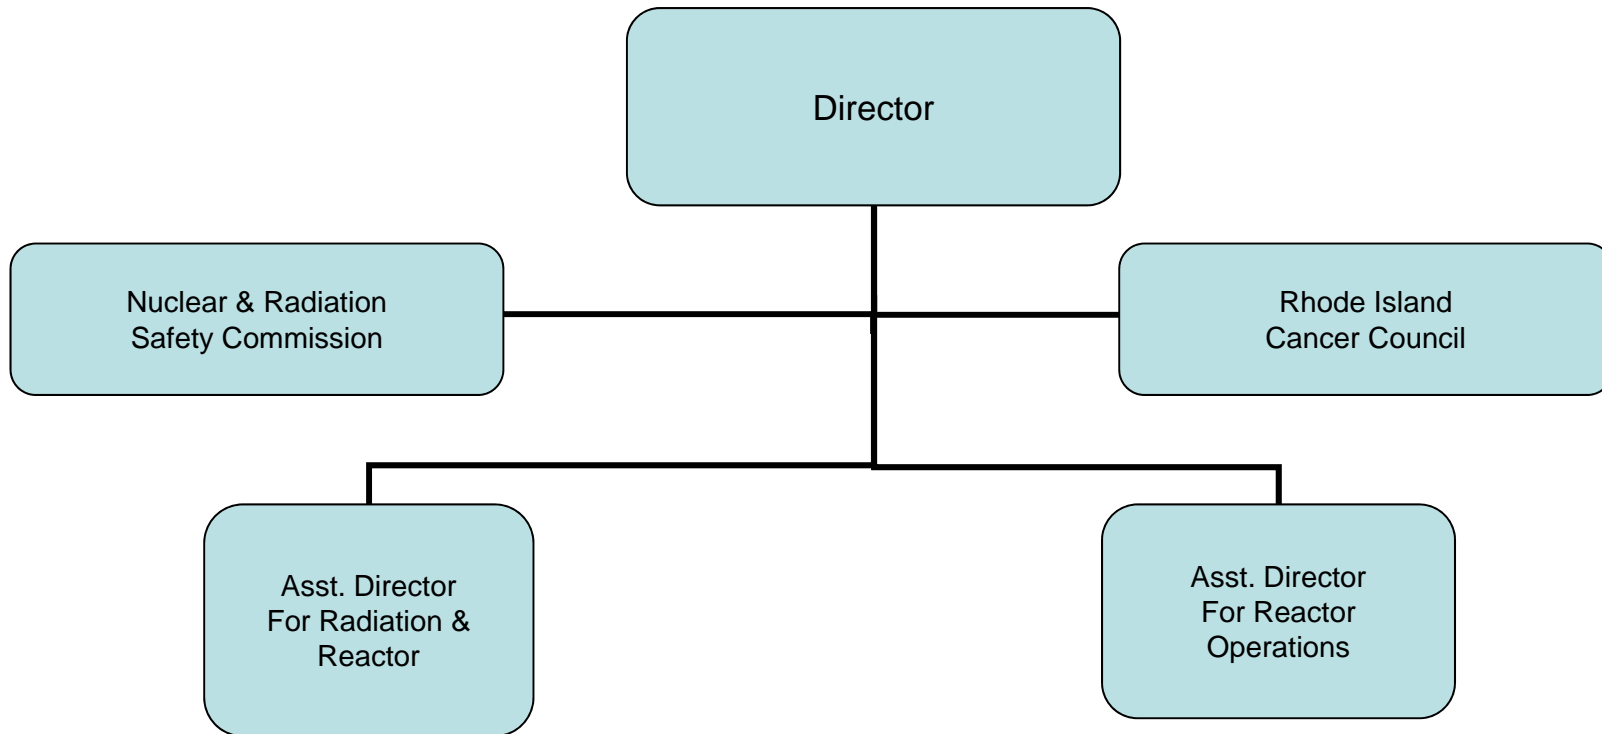 Director
Nuclear & Radiation
Safety Commission
Rhode Island
Cancer Council
Asst. Director
For Radiation &
Reactor
Asst. Director
For Reactor
Operations